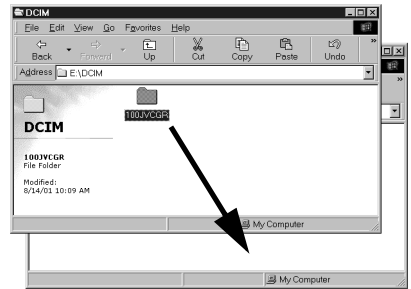 DCIM
File Edit View Go Favorites Help
Back Forward Up Cut Copy Paste Undo »
Address E:\DCIM
»
DCIM
100JVCGR
100JVCGR
File Folder
Modified:
8/14/01 10:09 AM
My Computer
My Computer